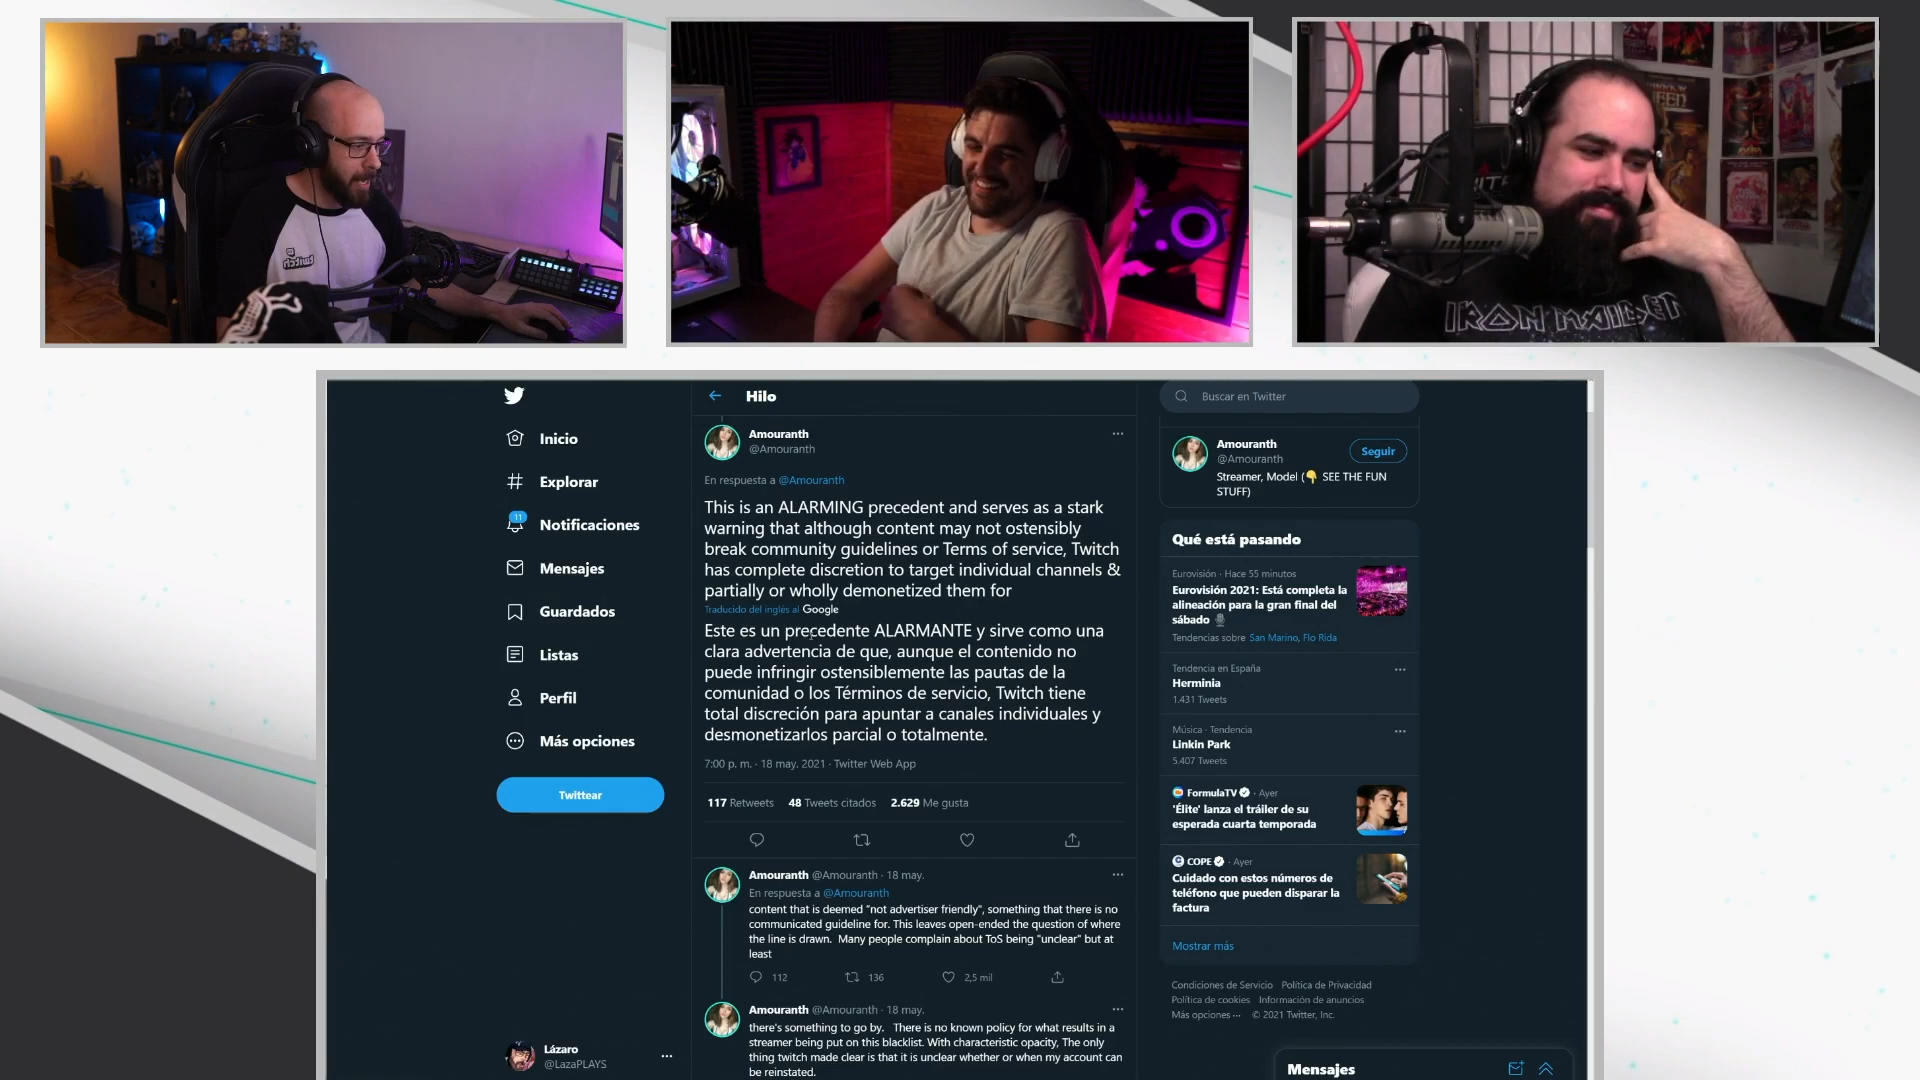 twitch
IRON MAIDEN
Inicio
Explorar
11
Notificaciones
Mensajes
Guardados
Listas
Perfil
Más opciones
Twittear
Lázaro
@LazaPLAYS
Hilo
Amouranth
@Amouranth
En respuesta a @Amouranth
This is an ALARMING precedent and serves as a stark
warning that although content may not ostensibly
break community guidelines or Terms of service, Twitch
has complete discretion to target individual channels &
partially or wholly demonetized them for
Traducido del inglés al Google
Este es un precedente ALARMANTE y sirve como una
clara advertencia de que, aunque el contenido no
puede infringir ostensiblemente las pautas de la
comunidad o los Términos de servicio, Twitch tiene
total discreción para apuntar a canales individuales y
desmonetizarlos parcial o totalmente.
7:00 p. m. · 18 may. 2021 · Twitter Web App
117 Retweets 48 Tweets citados 2.629 Me gusta
Amouranth @Amouranth · 18 may.
En respuesta a @Amouranth
content that is deemed "not advertiser friendly", something that there is no
communicated guideline for. This leaves open-ended the question of where
the line is drawn. Many people complain about ToS being "unclear" but at
least
112 136 2,5 mil
Amouranth @Amouranth · 18 may.
there's something to go by. There is no known policy for what results in a
streamer being put on this blacklist. With characteristic opacity, The only
thing twitch made clear is that it is unclear whether or when my account can
be reinstated.
Buscar en Twitter
Amouranth
@Amouranth
Seguir
Streamer, Model (👇 SEE THE FUN
STUFF)
Qué está pasando
Eurovisión · Hace 55 minutos
Eurovisión 2021: Está completa la
alineación para la gran final del
sábado 🎙
Tendencias sobre San Marino, Flo Rida
Tendencia en España
Herminia
1.431 Tweets
Música · Tendencia
Linkin Park
5.407 Tweets
FormulaTV · Ayer
'Élite' lanza el tráiler de su
esperada cuarta temporada
COPE · Ayer
Cuidado con estos números de
teléfono que pueden disparar la
factura
Mostrar más
Condiciones de Servicio Política de Privacidad
Política de cookies Información de anuncios
Más opciones ··· © 2021 Twitter, Inc.
Mensajes